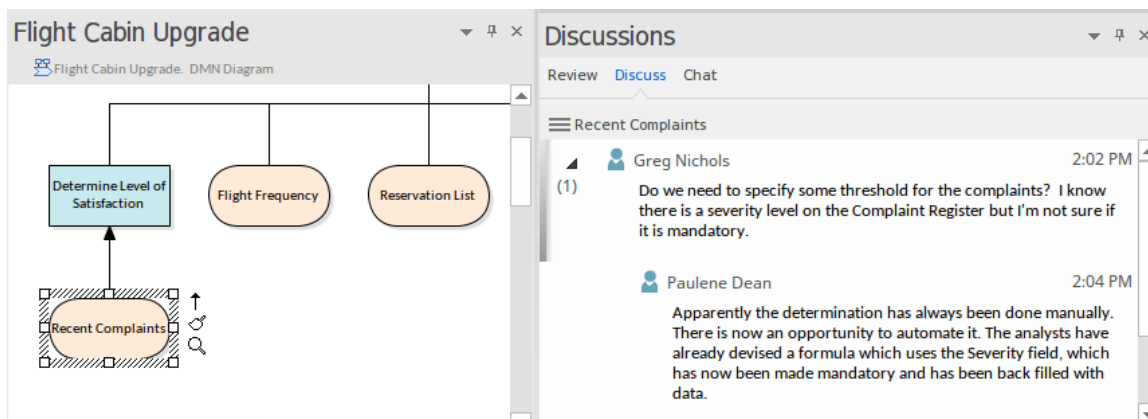 Flight Cabin Upgrade
Flight Cabin Upgrade. DMN Diagram
Determine Level of
Satisfaction
Flight Frequency
Reservation List
Recent Complaints
Discussions
Review Discuss Chat
Recent Complaints
Greg Nichols 2:02 PM
(1)
Do we need to specify some threshold for the complaints? I know
there is a severity level on the Complaint Register but I'm not sure if
it is mandatory.
Paulene Dean 2:04 PM
Apparently the determination has always been done manually.
There is now an opportunity to automate it. The analysts have
already devised a formula which uses the Severity field, which
has now been made mandatory and has been back filled with
data.